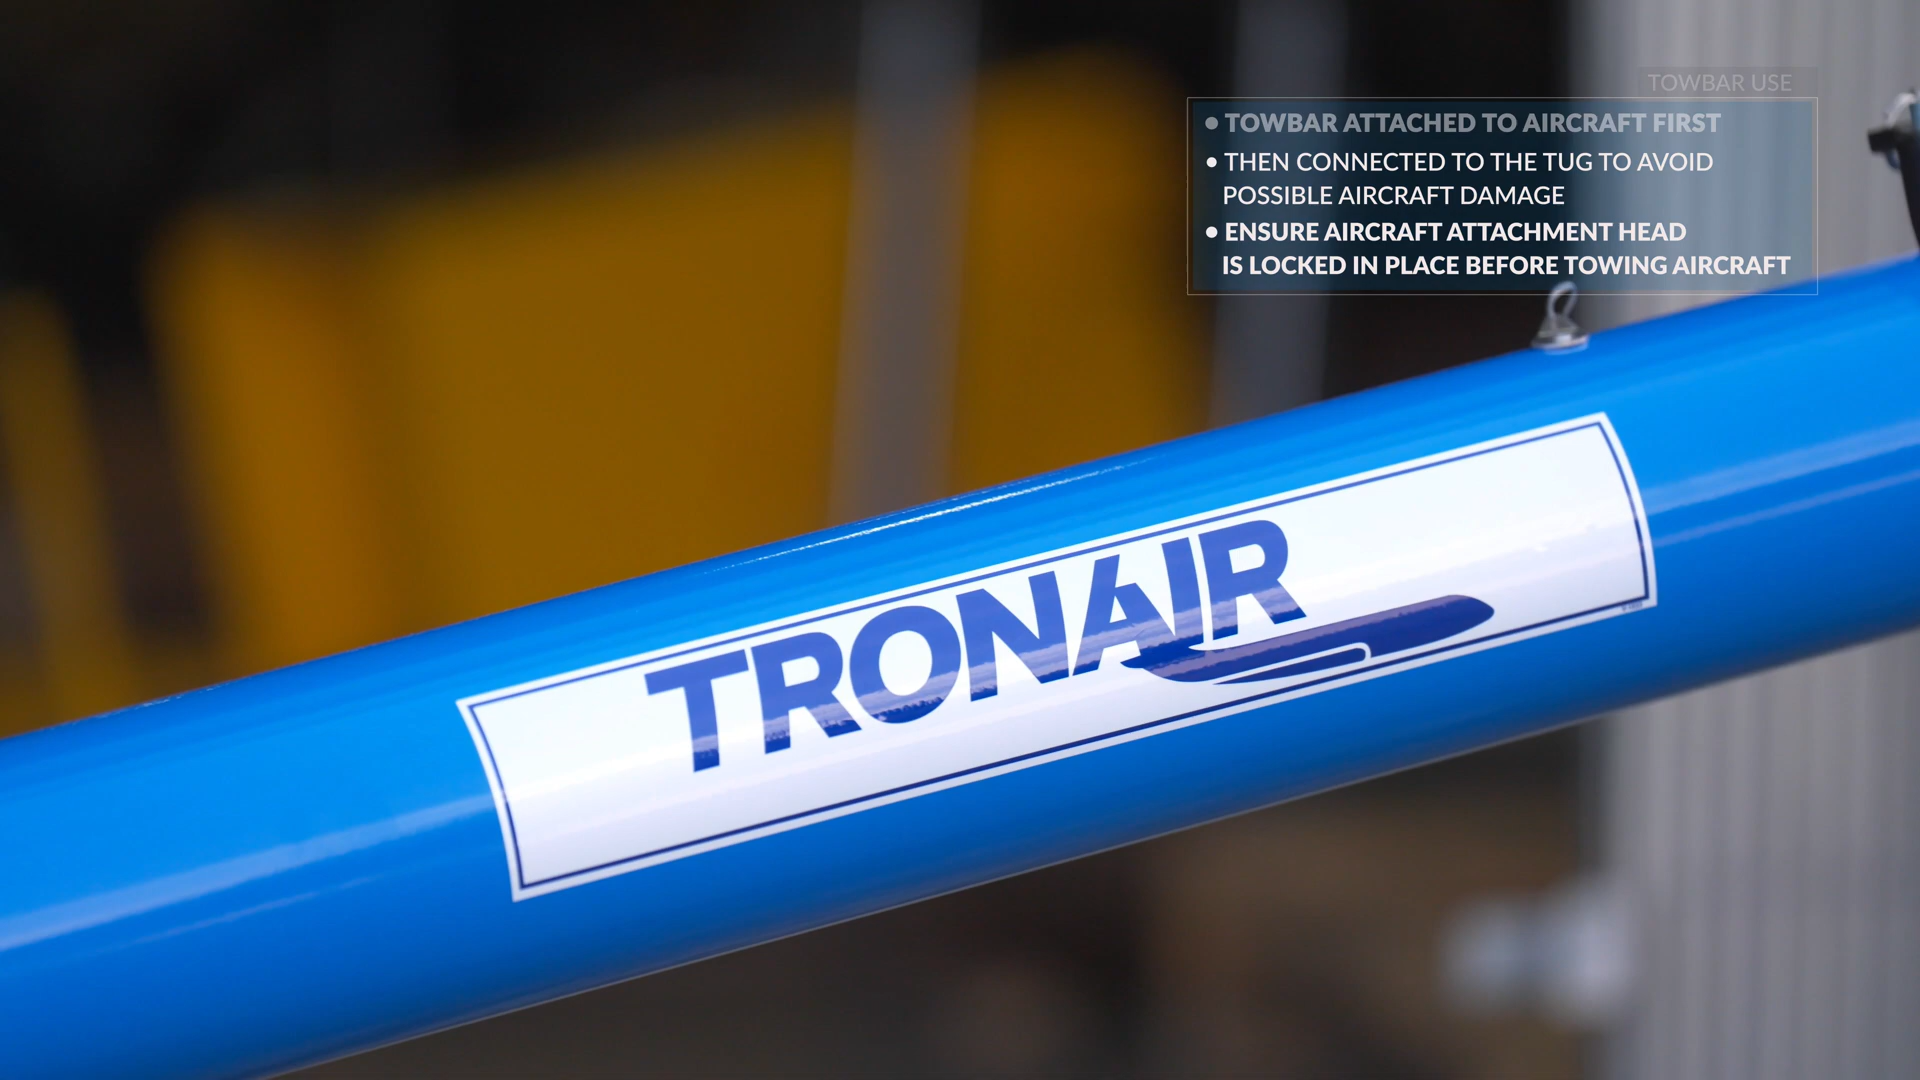 TOWBAR USE
• TOWBAR ATTACHED TO AIRCRAFT FIRST
• THEN CONNECTED TO THE TUG TO AVOID
POSSIBLE AIRCRAFT DAMAGE
• ENSURE AIRCRAFT ATTACHMENT HEAD
IS LOCKED IN PLACE BEFORE TOWING AIRCRAFT
TRONAIR